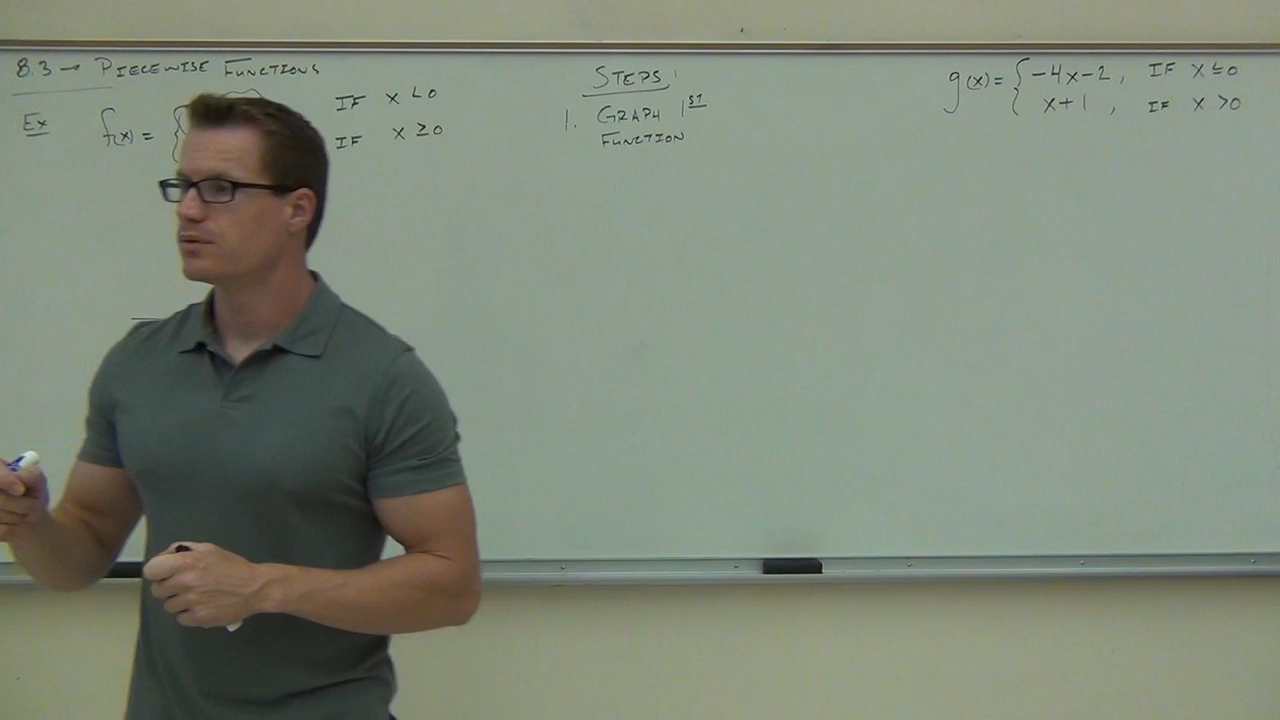 8.3 → PIECEWISE FUNCTIONS
Ex f(x) = {
IF x < 0
IF x ≥ 0
STEPS:
1. GRAPH 1ST
FUNCTION
g(x) = { -4x-2, IF x ≤ 0
x+1, IF x > 0